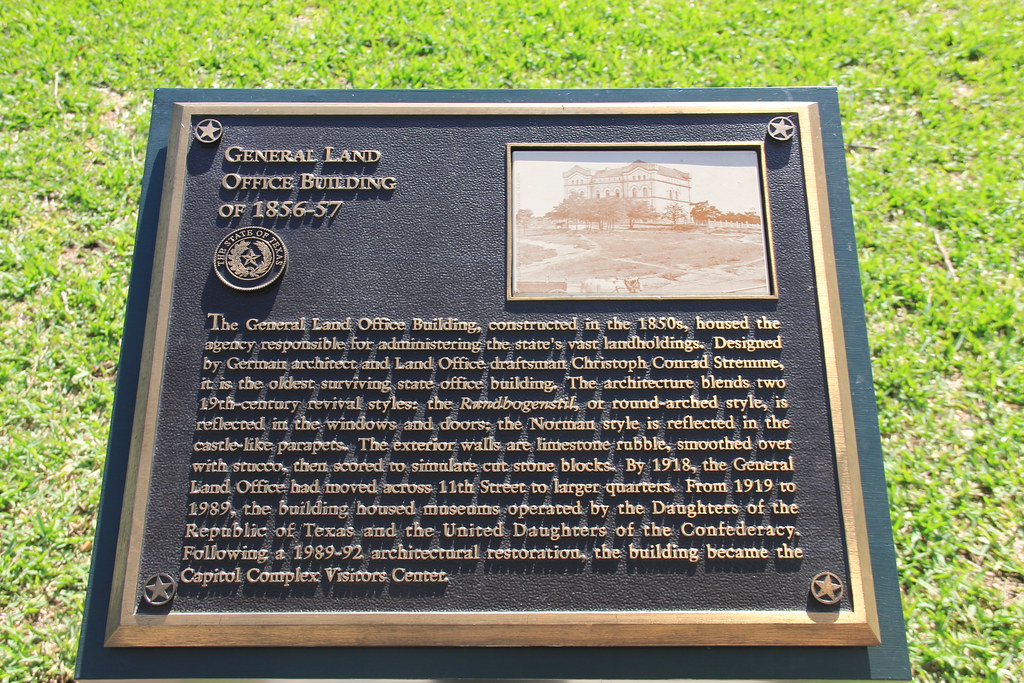 GENERAL LAND
OFFICE BUILDING
OF 1856-57
THE STATE OF TEXAS
The General Land Office Building, constructed in the 1850s, housed the
agency responsible for administering the state's vast landholdings. Designed
by German architect and Land Office draftsman Christoph Conrad Stremme,
it is the oldest surviving state office building. The architecture blends two
19th-century revival styles: the Rundbogenstil, or round-arched style, is
reflected in the windows and doors; the Norman style is reflected in the
castle-like parapets. The exterior walls are limestone rubble, smoothed over
with stucco, then scored to simulate cut stone blocks. By 1918, the General
Land Office had moved across 11th Street to larger quarters. From 1919 to
1989, the building housed museums operated by the Daughters of the
Republic of Texas and the United Daughters of the Confederacy.
Following a 1989-92 architectural restoration, the building became the
Capitol Complex Visitors Center.